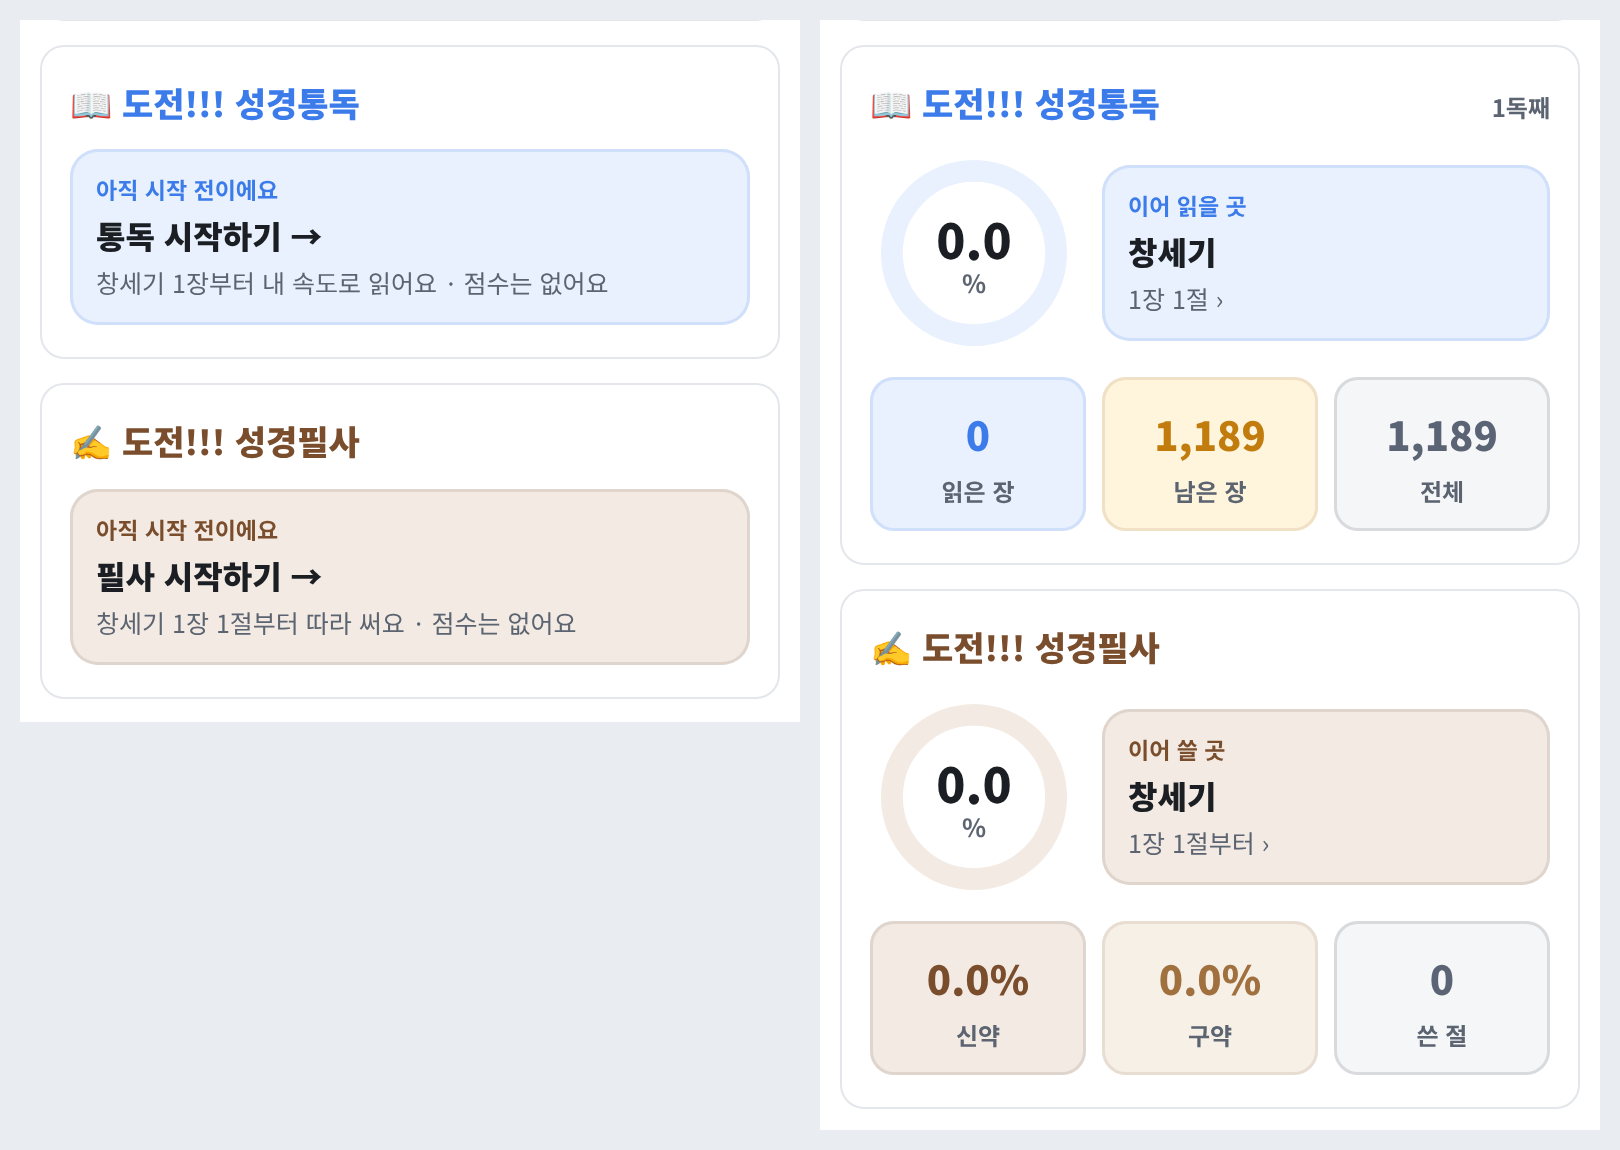 📖 도전!!! 성경통독
아직 시작 전이에요
통독 시작하기 →
창세기 1장부터 내 속도로 읽어요 · 점수는 없어요
✍️ 도전!!! 성경필사
아직 시작 전이에요
필사 시작하기 →
창세기 1장 1절부터 따라 써요 · 점수는 없어요
📖 도전!!! 성경통독 1독째
0.0
%
이어 읽을 곳
창세기
1장 1절 ›
0 1,189 1,189
읽은 장 남은 장 전체
✍️ 도전!!! 성경필사
0.0
%
이어 쓸 곳
창세기
1장 1절부터 ›
0.0% 0.0% 0
신약 구약 쓴 절